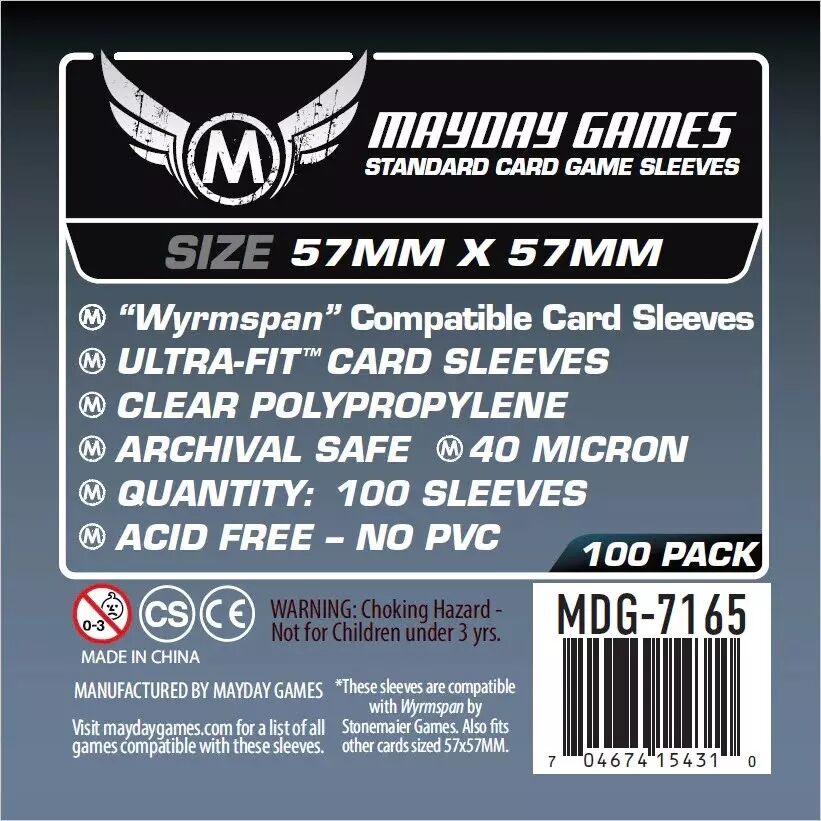 M
MAYDAY GAMES
STANDARD CARD GAME SLEEVES
SIZE 57MM X 57MM
M "Wyrmspan" Compatible Card Sleeves
M ULTRA-FIT™ CARD SLEEVES
M CLEAR POLYPROPYLENE
M ARCHIVAL SAFE M 40 MICRON
M QUANTITY: 100 SLEEVES
M ACID FREE – NO PVC
100 PACK
0-3 CS CE
WARNING: Choking Hazard -
Not for Children under 3 yrs.
MADE IN CHINA
MANUFACTURED BY MAYDAY GAMES
Visit maydaygames.com for a list of all
games compatible with these sleeves.
*These sleeves are compatible
with Wyrmspan by
Stonemaier Games. Also fits
other cards sized 57x57MM.
MDG-7165
7 04674 15431 0